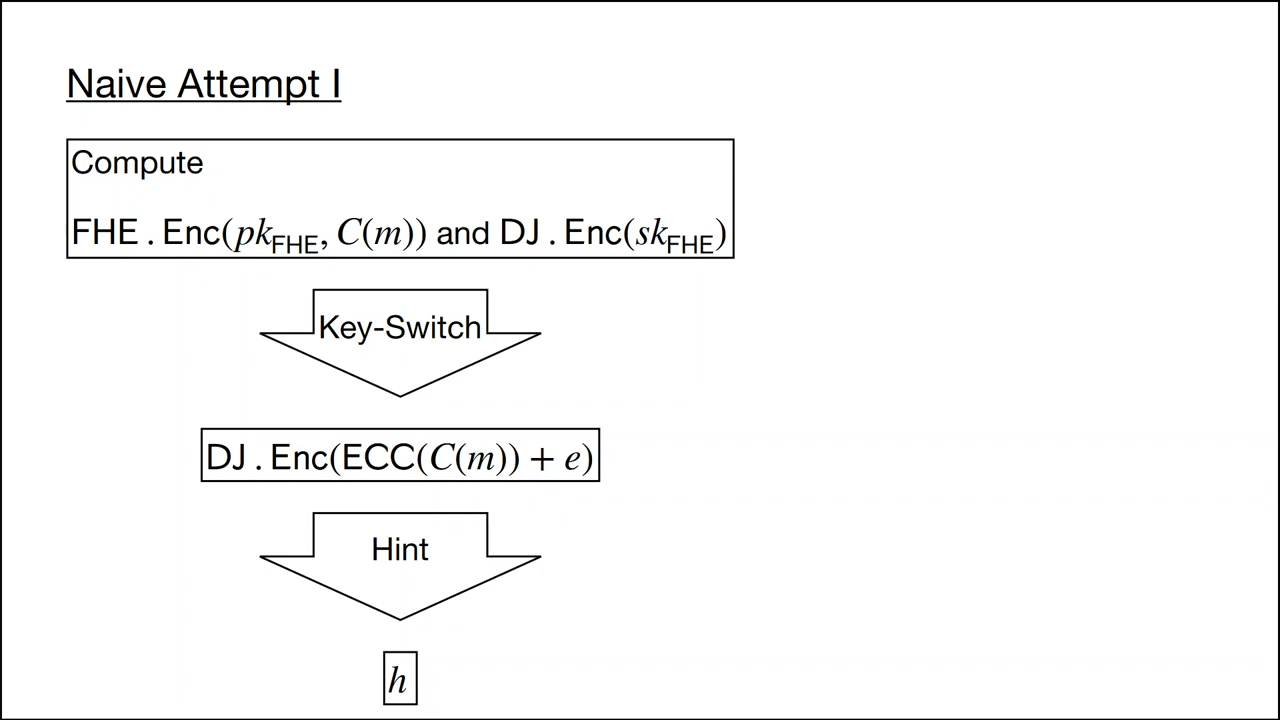 Naive Attempt I
Compute
FHE . Enc(pk_FHE, C(m)) and DJ . Enc(sk_FHE)
Key-Switch
DJ . Enc(ECC(C(m)) + e)
Hint
h